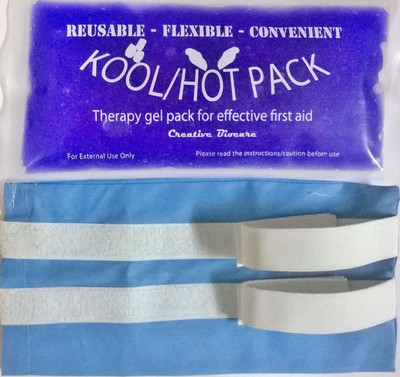 REUSABLE - FLEXIBLE - CONVENIENT
KOOL/HOT PACK
Therapy gel pack for effective first aid
Creative Biocare
For External Use Only Please read the instructions/caution before use